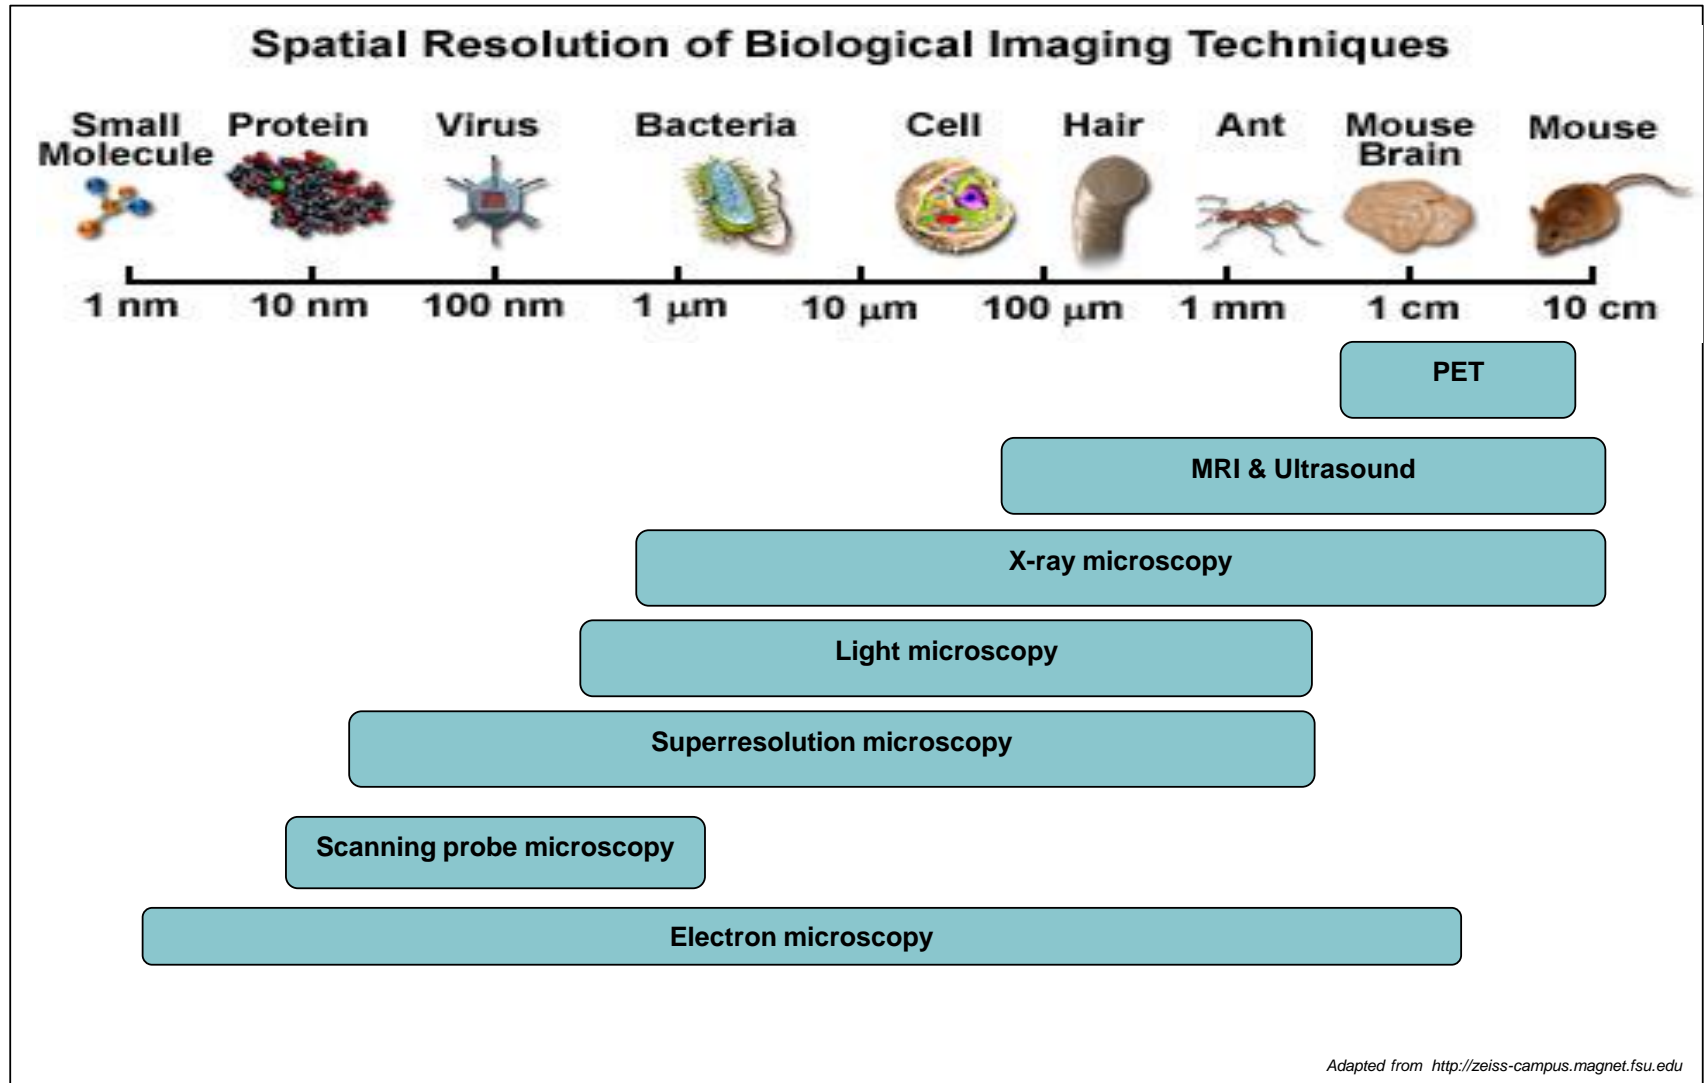 Spatial Resolution of Biological Imaging Techniques
Small Molecule
Protein
Virus
Bacteria
Cell
Hair
Ant
Mouse Brain
Mouse
1 nm
10 nm
100 nm
1 μm
10 μm
100 μm
1 mm
1 cm
10 cm
PET
MRI & Ultrasound
X-ray microscopy
Light microscopy
Superresolution microscopy
Scanning probe microscopy
Electron microscopy
Adapted from http://zeiss-campus.magnet.fsu.edu